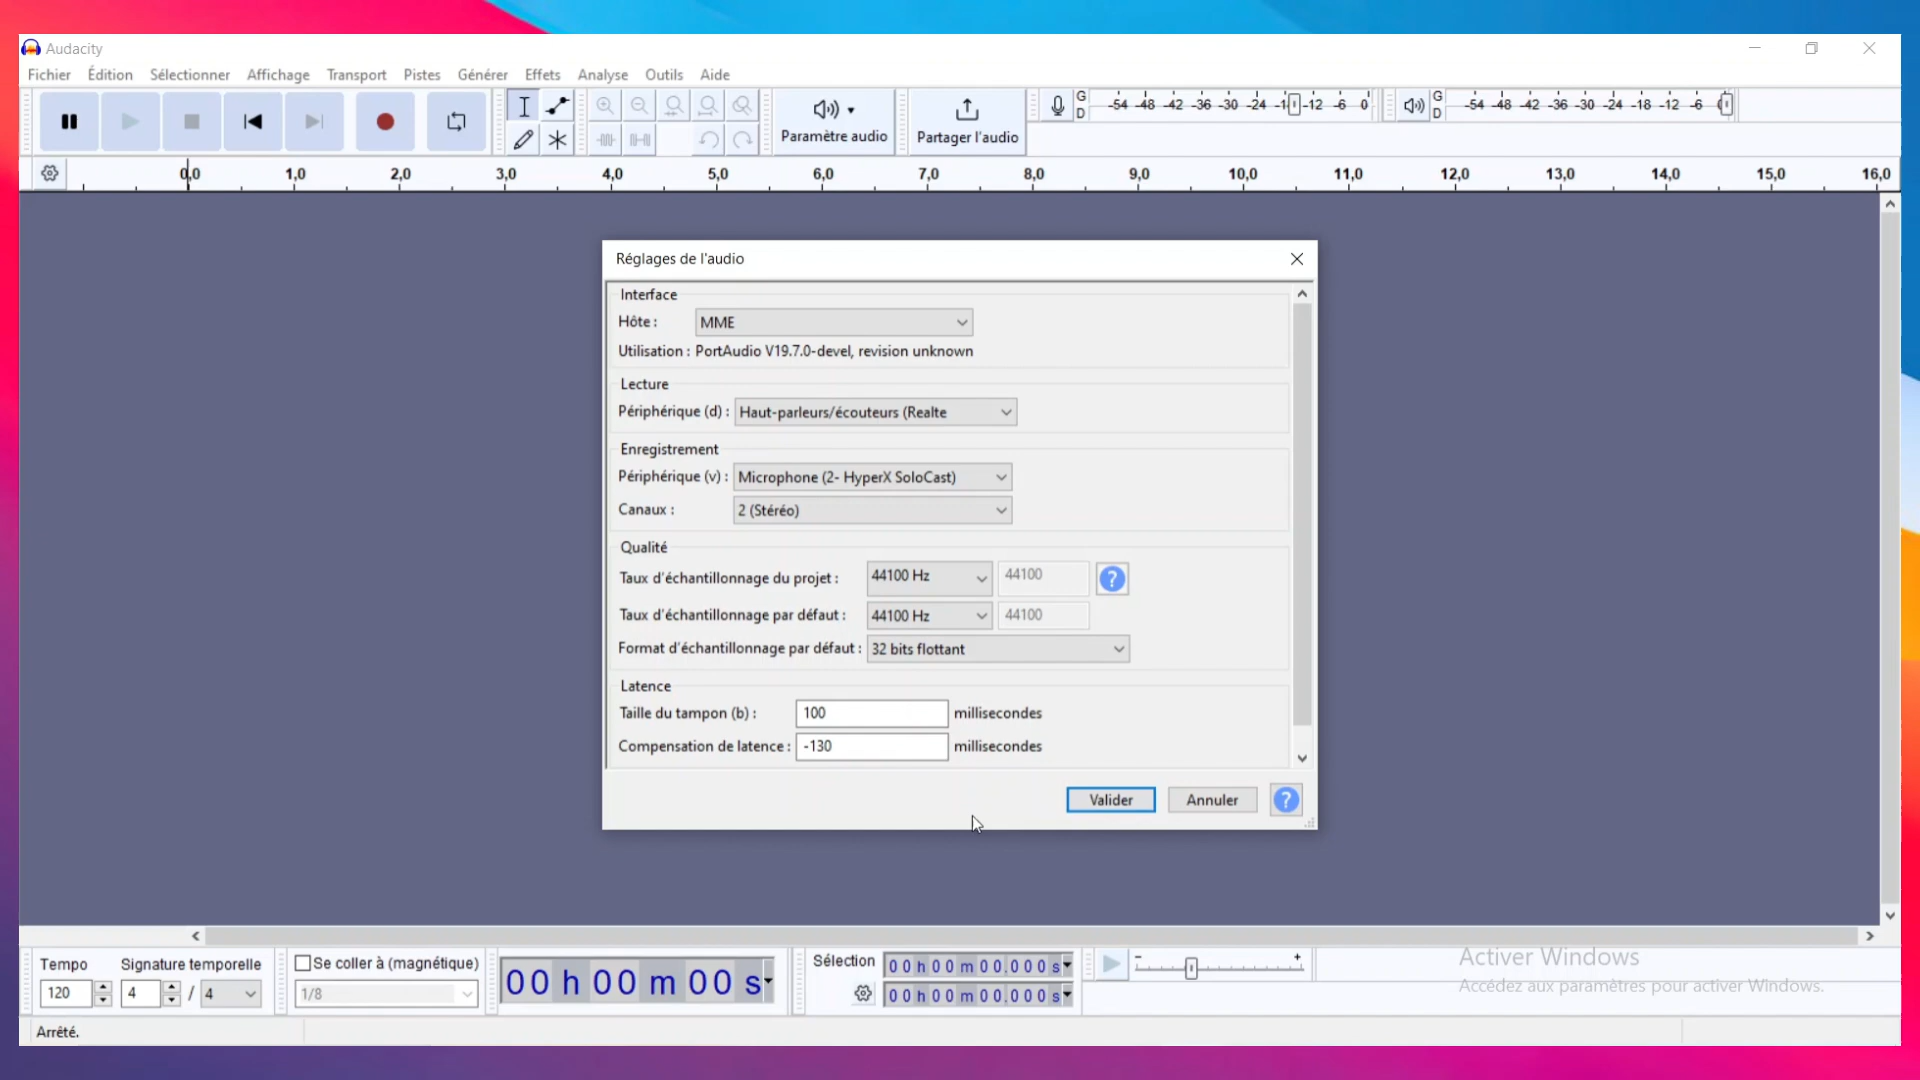 Audacity
Fichier Édition Sélectionner Affichage Transport Pistes Générer Effets Analyse Outils Aide
Paramètre audio
Partager l'audio
G
D
-54 -48 -42 -36 -30 -24 -18 -12 -6 0
G
D
-54 -48 -42 -36 -30 -24 -18 -12 -6
0,0 1,0 2,0 3,0 4,0 5,0 6,0 7,0 8,0 9,0 10,0 11,0 12,0 13,0 14,0 15,0 16,0
Réglages de l'audio
Interface
Hôte : MME
Utilisation : PortAudio V19.7.0-devel, revision unknown
Lecture
Périphérique (d) : Haut-parleurs/écouteurs (Realte
Enregistrement
Périphérique (v) : Microphone (2- HyperX SoloCast)
Canaux : 2 (Stéréo)
Qualité
Taux d'échantillonnage du projet : 44100 Hz 44100 ?
Taux d'échantillonnage par défaut : 44100 Hz 44100
Format d'échantillonnage par défaut : 32 bits flottant
Latence
Taille du tampon (b) : 100 millisecondes
Compensation de latence : -130 millisecondes
Valider Annuler ?
Tempo
120
Signature temporelle
4 / 4
Se coller à (magnétique)
1/8
00 h 00 m 00 s
Sélection
00 h 00 m 00.000 s
00 h 00 m 00.000 s
- +
Activer Windows
Accédez aux paramètres pour activer Windows.
Arrêté.